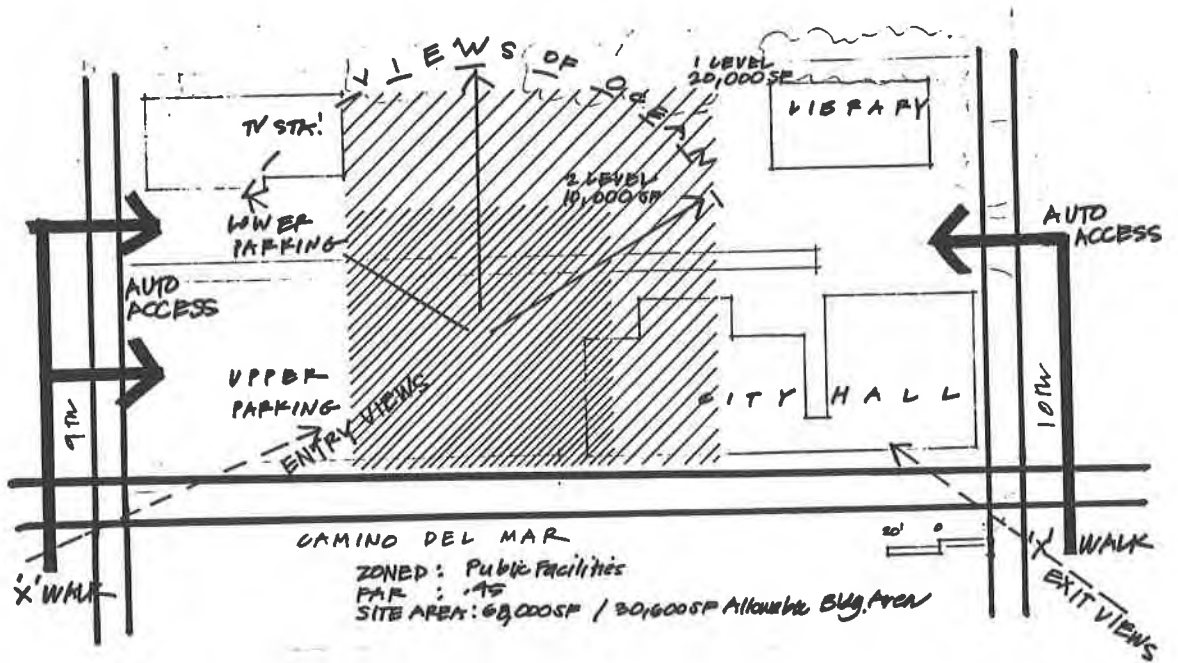 VIEWS OF OCEAN
1 LEVEL
20,000 SF
TV STA.
LIBRARY
2 LEVEL
10,000 SF
LOWER
PARKING
AUTO
ACCESS
AUTO
ACCESS
UPPER
PARKING
ENTRY VIEWS
CITY HALL
9TH
10TH
CAMINO DEL MAR
20' 0
'X' WALK
'X' WALK
EXIT VIEWS
ZONED: Public Facilities
FAR: .45
SITE AREA: 68,000 SF / 30,600 SF Allowable Bldg. Area